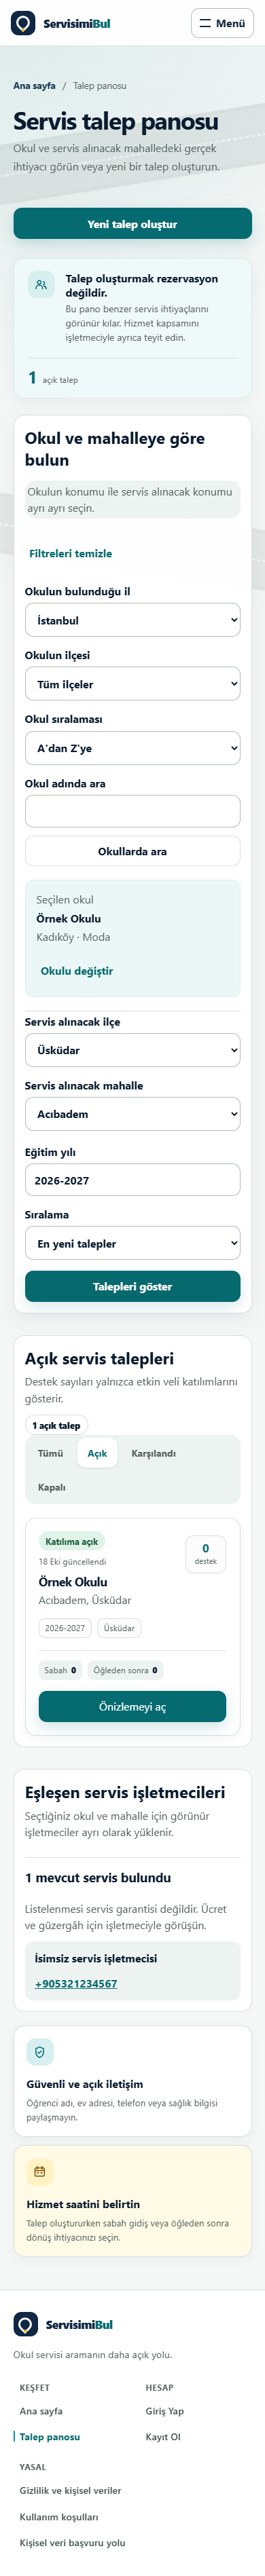 ServisimiBul
Menü
Ana sayfa / Talep panosu
Servis talep panosu
Okul ve servis alınacak mahalledeki gerçek
ihtiyacı görün veya yeni bir talep oluşturun.
Yeni talep oluştur
Talep oluşturmak rezervasyon
değildir.
Bu pano benzer servis ihtiyaçlarını
görünür kılar. Hizmet kapsamını
işletmeciyle ayrıca teyit edin.
1 açık talep
Okul ve mahalleye göre
bulun
Okulun konumu ile servis alınacak konumu
ayrı ayrı seçin.
Filtreleri temizle
Okulun bulunduğu il
İstanbul
Okulun ilçesi
Tüm ilçeler
Okul sıralaması
A'dan Z'ye
Okul adında ara
Okullarda ara
Seçilen okul
Örnek Okulu
Kadıköy · Moda
Okulu değiştir
Servis alınacak ilçe
Üsküdar
Servis alınacak mahalle
Acıbadem
Eğitim yılı
2026-2027
Sıralama
En yeni talepler
Talepleri göster
Açık servis talepleri
Destek sayıları yalnızca etkin veli katılımlarını
gösterir.
1 açık talep
Tümü Açık Karşılandı
Kapalı
Katılıma açık
18 Eki güncellendi
0
destek
Örnek Okulu
Acıbadem, Üsküdar
2026-2027 Üsküdar
Sabah 0 Öğleden sonra 0
Önizlemeyi aç
Eşleşen servis işletmecileri
Seçtiğiniz okul ve mahalle için görünür
işletmeciler ayrı olarak yüklenir.
1 mevcut servis bulundu
Listelenmesi servis garantisi değildir. Ücret
ve güzergâh için işletmeciyle görüşün.
İsimsiz servis işletmecisi
+905321234567
Güvenli ve açık iletişim
Öğrenci adı, ev adresi, telefon veya sağlık bilgisi
paylaşmayın.
Hizmet saatini belirtin
Talep oluştururken sabah gidiş veya öğleden sonra
dönüş ihtiyacınızı seçin.
ServisimiBul
Okul servisi aramanın daha açık yolu.
KEŞFET
Ana sayfa
Talep panosu
HESAP
Giriş Yap
Kayıt Ol
YASAL
Gizlilik ve kişisel veriler
Kullanım koşulları
Kişisel veri başvuru yolu